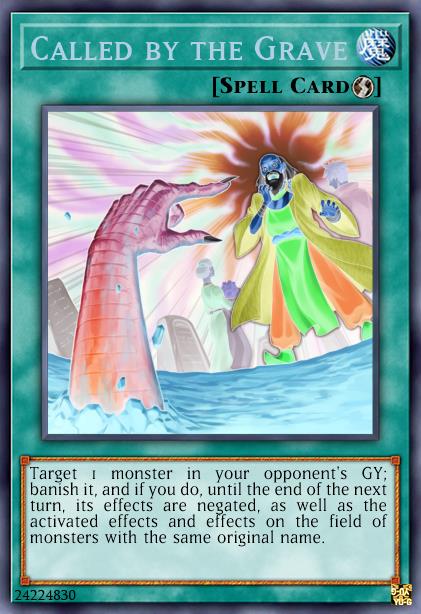 CALLED BY THE GRAVE
魔
[SPELL CARD]
Target 1 monster in your opponent's GY;
banish it, and if you do, until the end of the next
turn, its effects are negated, as well as the
activated effects and effects on the field of
monsters with the same original name.
24224830